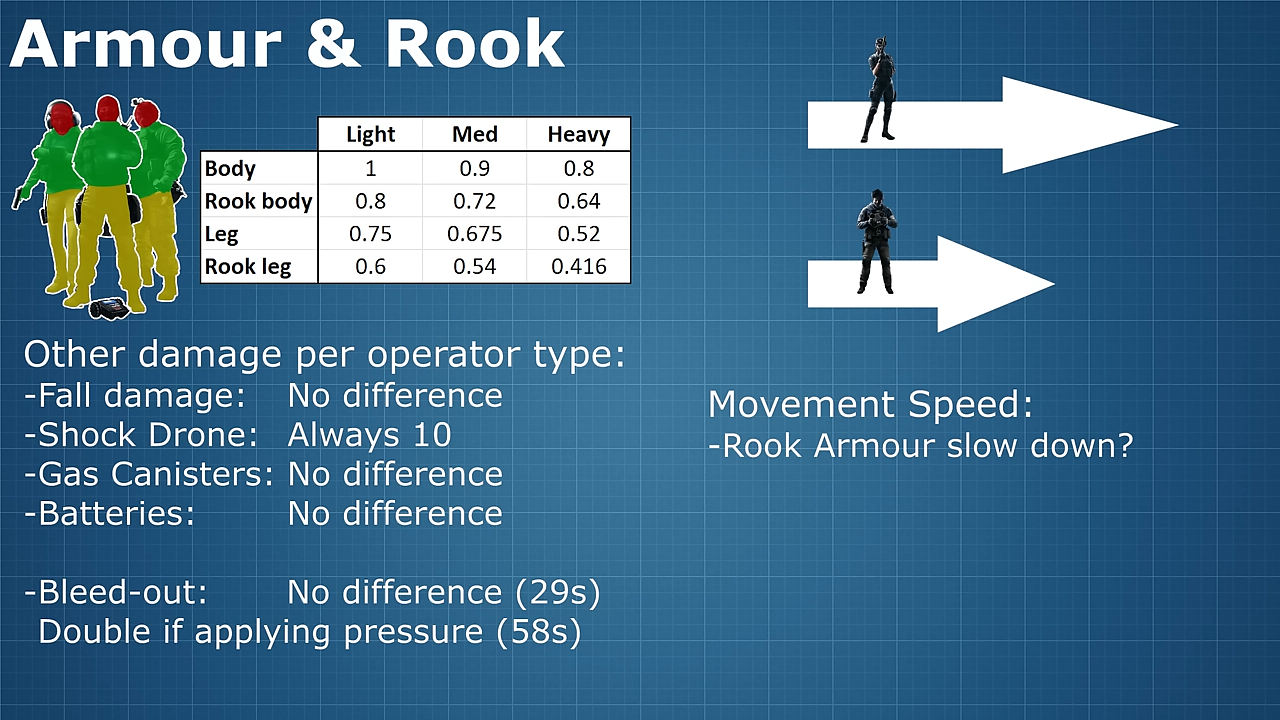 Armour & Rook
Light Med Heavy
Body 1 0.9 0.8
Rook body 0.8 0.72 0.64
Leg 0.75 0.675 0.52
Rook leg 0.6 0.54 0.416
Other damage per operator type:
-Fall damage: No difference
-Shock Drone: Always 10
-Gas Canisters: No difference
-Batteries: No difference
-Bleed-out: No difference (29s)
Double if applying pressure (58s)
Movement Speed:
-Rook Armour slow down?